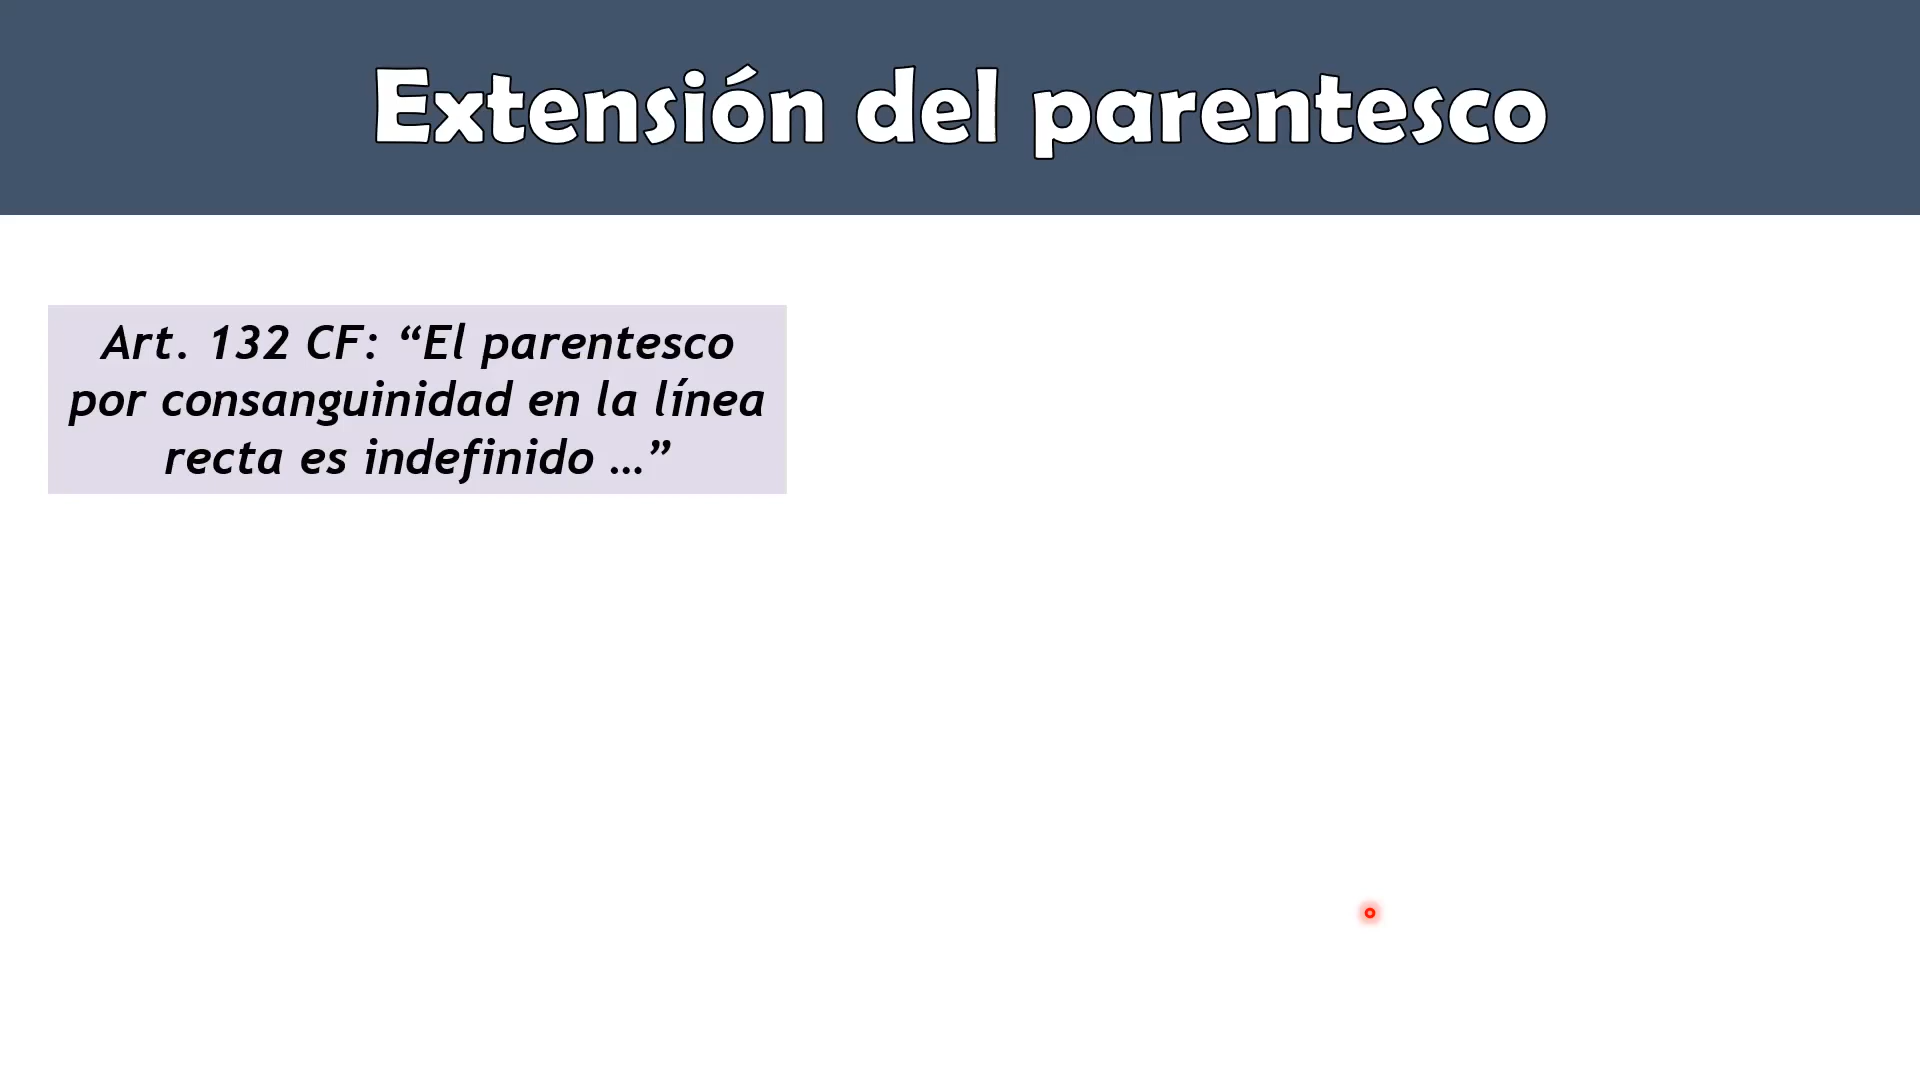 Extensión del parentesco
Art. 132 CF: “El parentesco
por consanguinidad en la línea
recta es indefinido …”